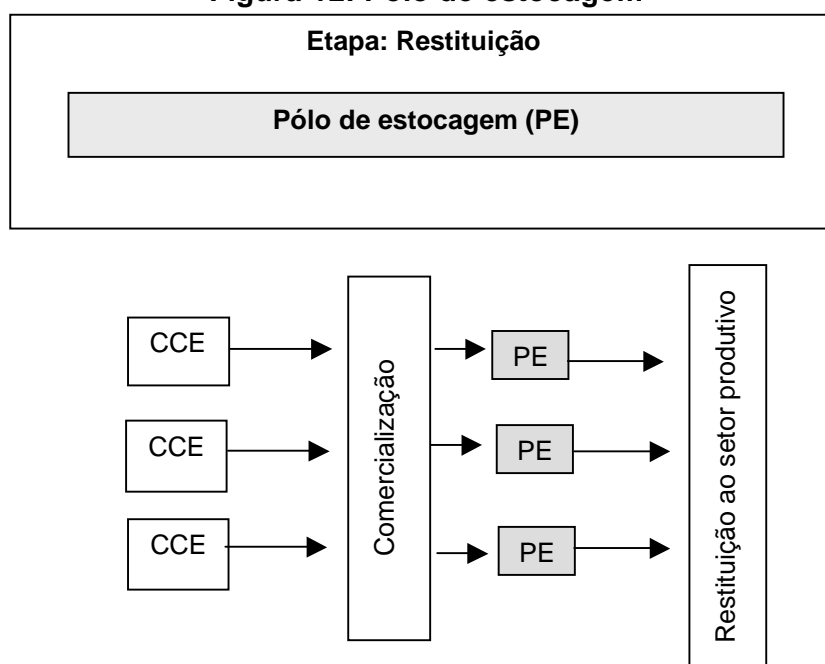 Etapa: Restituição
Pólo de estocagem (PE)
CCE
CCE
CCE
Comercialização
PE
PE
PE
Restituição ao setor produtivo